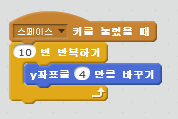 스페이스 키를 눌렀을 때
10 번 반복하기
y좌표를 4 만큼 바꾸기